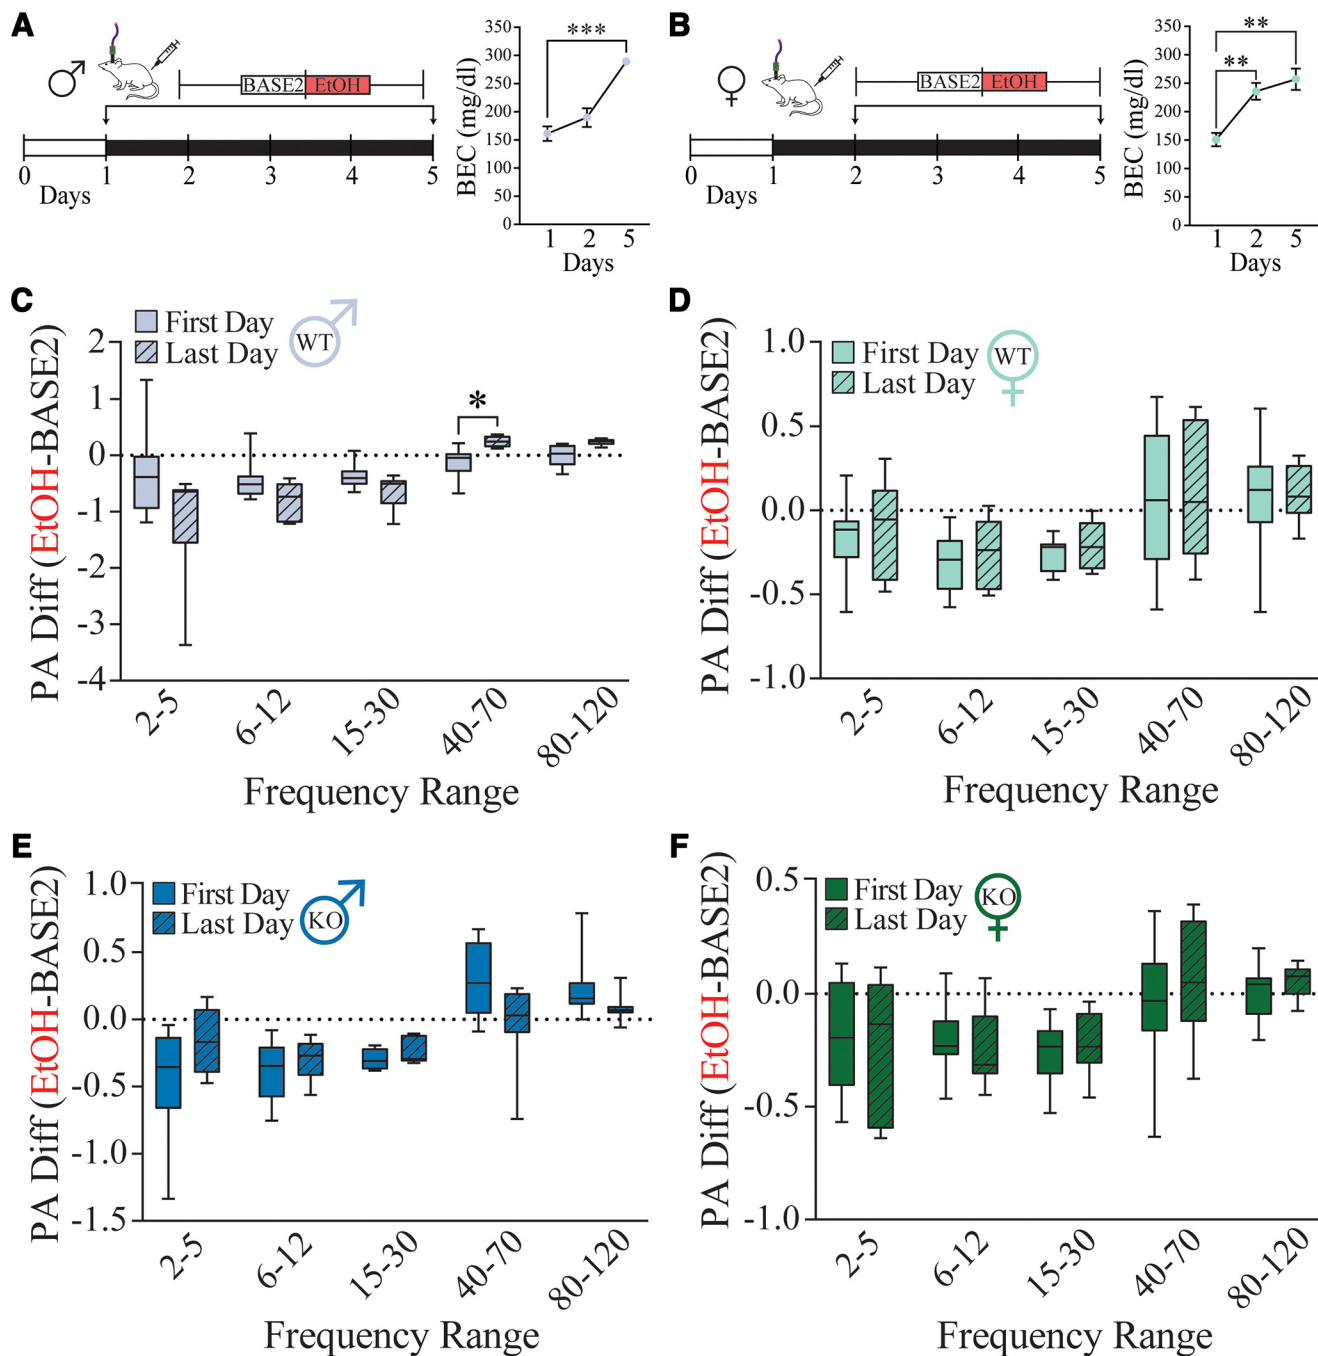 A
BASE2 EtOH
0 1 2 3 4 5
Days
BEC (mg/dl)
350
300
250
200
150
100
50
0
***
1 2 5
Days
B
BASE2 EtOH
0 1 2 3 4 5
Days
BEC (mg/dl)
350
300
250
200
150
100
50
0
**
**
1 2 5
Days
C
First Day
Last Day
WT
PA Diff (EtOH-BASE2)
2
1
0
-1
-2
-3
-4
*
2-5 6-12 15-30 40-70 80-120
Frequency Range
D
First Day
Last Day
WT
PA Diff (EtOH-BASE2)
1.0
0.5
0.0
-0.5
-1.0
2-5 6-12 15-30 40-70 80-120
Frequency Range
E
First Day
Last Day
KO
PA Diff (EtOH-BASE2)
1.0
0.5
0.0
-0.5
-1.0
-1.5
2-5 6-12 15-30 40-70 80-120
Frequency Range
F
First Day
Last Day
KO
PA Diff (EtOH-BASE2)
0.5
0.0
-0.5
-1.0
2-5 6-12 15-30 40-70 80-120
Frequency Range